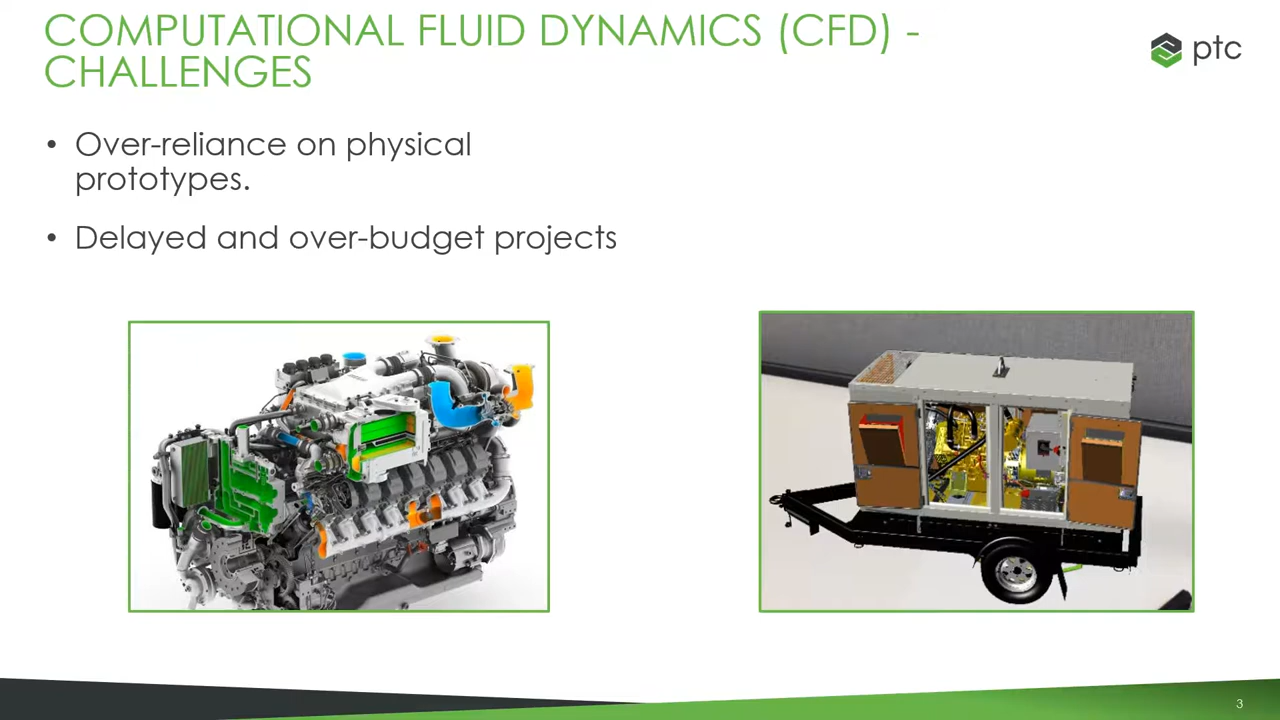 COMPUTATIONAL FLUID DYNAMICS (CFD) -
CHALLENGES
ptc
• Over-reliance on physical
prototypes.
• Delayed and over-budget projects
3